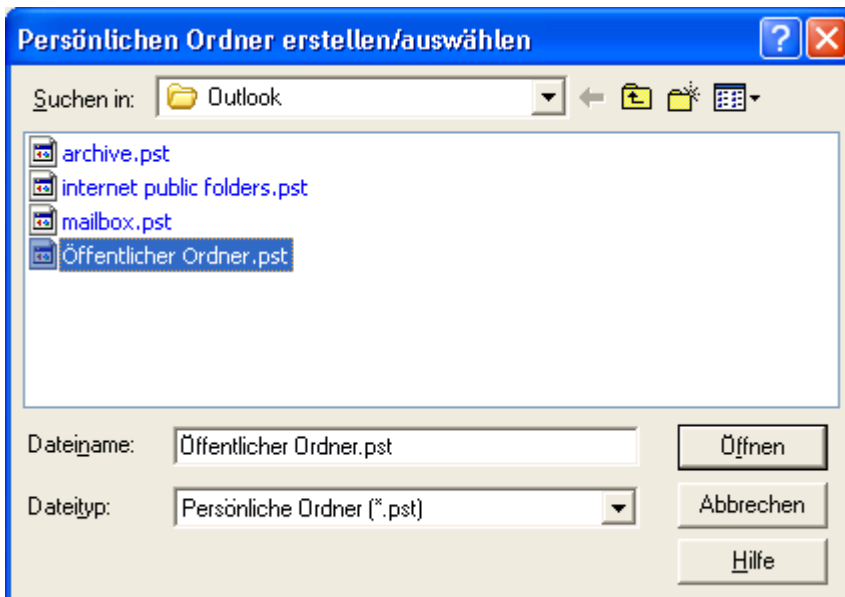 Persönlichen Ordner erstellen/auswählen
Suchen in: Outlook
archive.pst
internet public folders.pst
mailbox.pst
Öffentlicher Ordner.pst
Dateiname: Öffentlicher Ordner.pst Öffnen
Dateityp: Persönliche Ordner (*.pst) Abbrechen
Hilfe